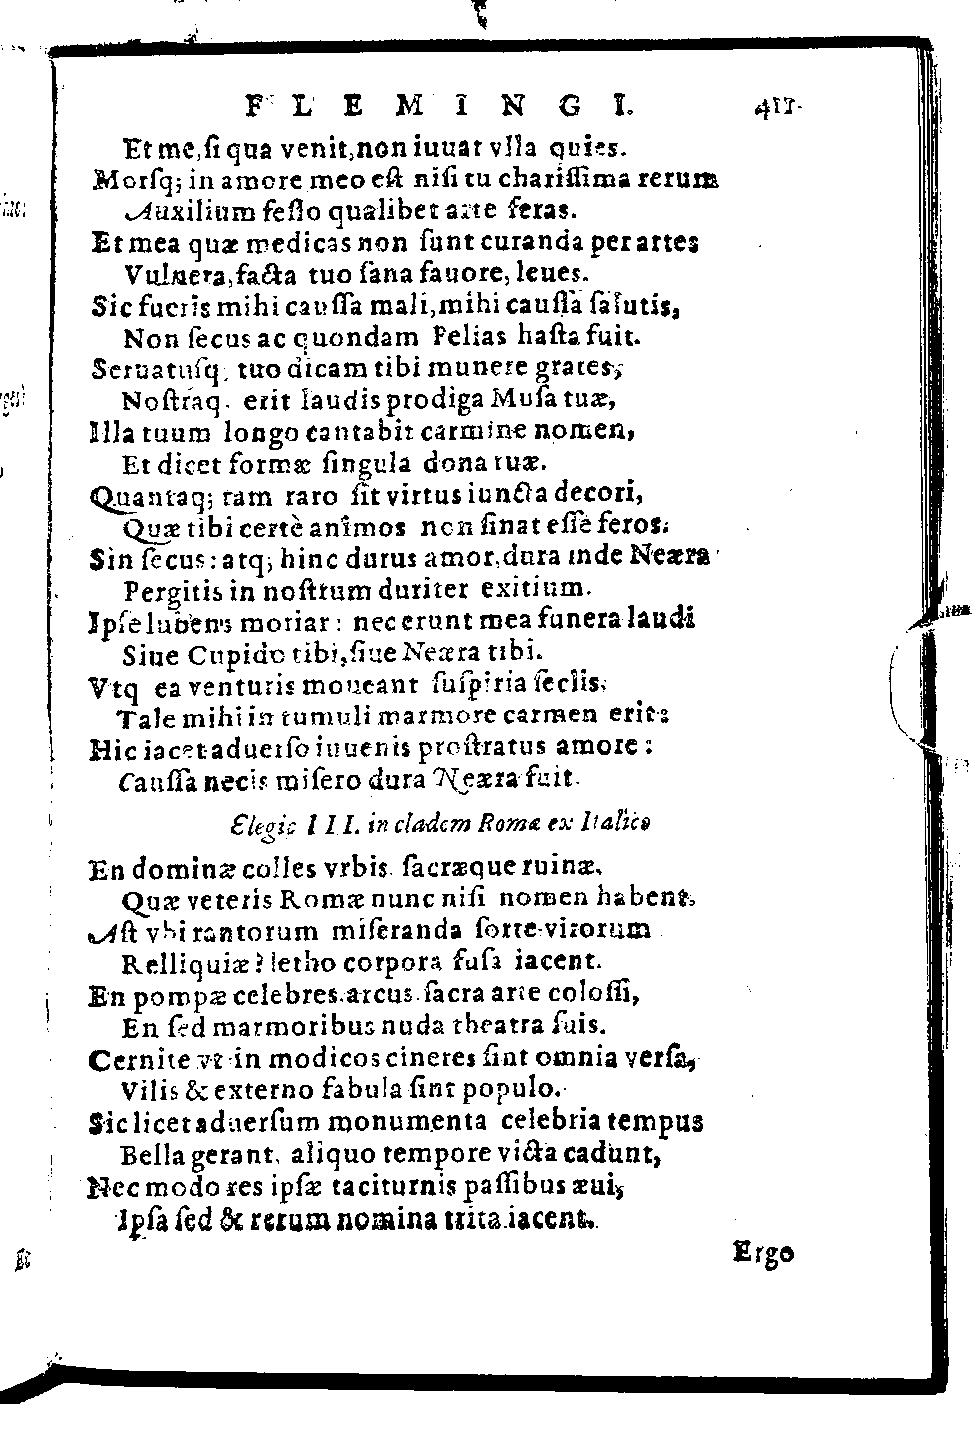 FLEMINGI. 411.
Et me, ſi qua venit, non iuuat vlla quies.
Morſq; in amore meo eſt niſi tu chariſſima rerum
Auxilium feſſo qualibet arte feras.
Et mea quæ medicas non ſunt curanda per artes
Vulnera, facta tuo ſana fauore, leues.
Sic fueris mihi cauſſa mali, mihi cauſſa ſalutis,
Non ſecus ac quondam Pelias haſta fuit.
Seruatuſq; tuo dicam tibi munere grates,
Noſtraq. erit laudis prodiga Muſa tuæ,
Illa tuum longo cantabit carmine nomen,
Et dicet formæ ſingula dona tuæ.
Quantaq; tam raro ſit virtus iuncta decori,
Quæ tibi certè animos non ſinat eſſe feros.
Sin ſecus: atq; hinc durus amor, dura inde Neæra
Pergitis in noſtrum duriter exitium.
Ipſe lubens moriar: nec erunt mea funera laudi
Siue Cupido tibi, ſiue Neæra tibi.
Vtq ea venturis moueant ſuſpiria ſeclis,
Tale mihi in tumuli marmore carmen erit:
Hic iacet aduerſo iuuenis proſtratus amore:
Cauſſa necis miſero dura Neæra fuit.
Elegia III. in cladem Romæ ex Italico
En dominæ colles vrbis. ſacræque ruinæ.
Quæ veteris Romæ nunc niſi nomen habent.
Aſt vbi tantorum miſeranda ſorte virorum
Relliquiæ? letho corpora fuſa iacent.
En pompæ celebres. arcus. ſacra arte coloſſi,
En ſed marmoribus nuda theatra ſuis.
Cernite vt in modicos cineres ſint omnia verſa,
Vilis & externo fabula ſint populo.
Sic licet aduerſum monumenta celebria tempus
Bella gerant, aliquo tempore victa cadunt,
Nec modo res ipſæ taciturnis paſſibus æui,
Ipſa ſed & rerum nomina trita iacent.
Ergo